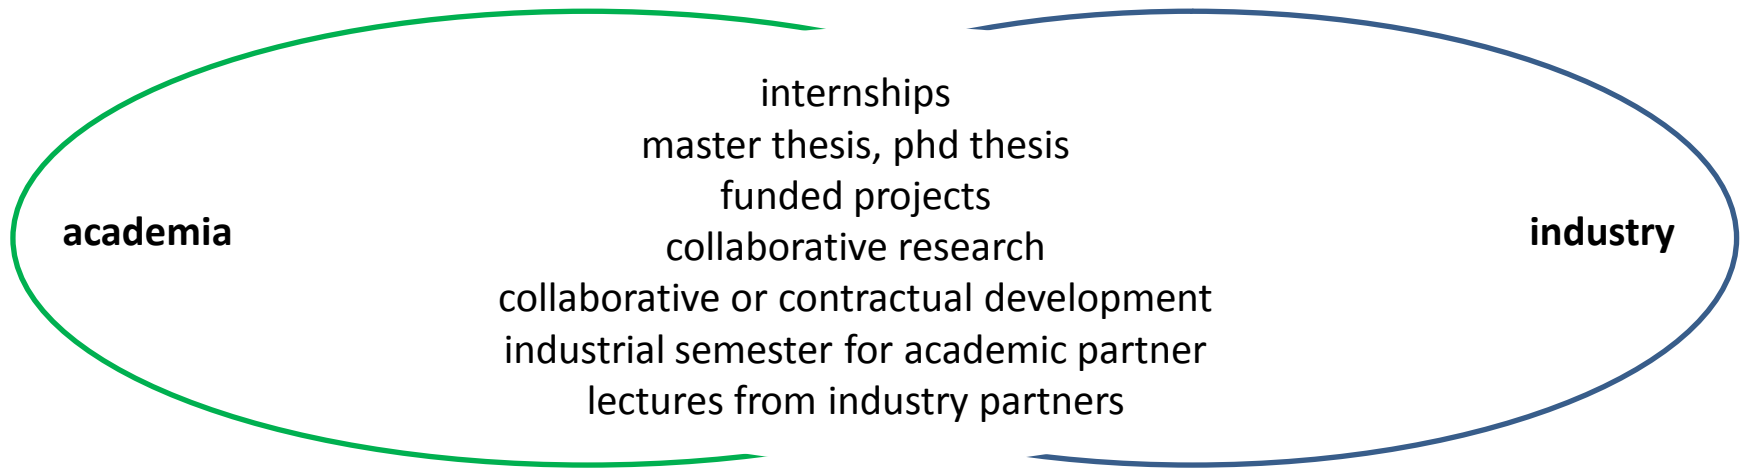 internships
master thesis, phd thesis
funded projects
academia
industry
collaborative research
collaborative or contractual development
industrial semester for academic partner
lectures from industry partners